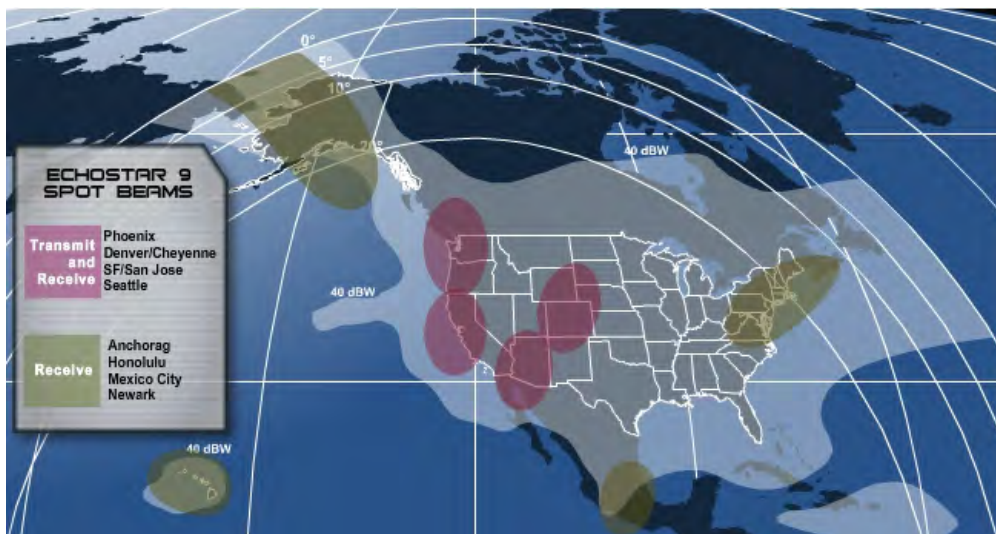 0°
5°
10°
20°
40 dBW
ECHOSTAR 9
SPOT BEAMS
Transmit
and
Receive
Phoenix
Denver/Cheyenne
SF/San Jose
Seattle
40 dBW
Receive
Anchorag
Honolulu
Mexico City
Newark
40 dBW